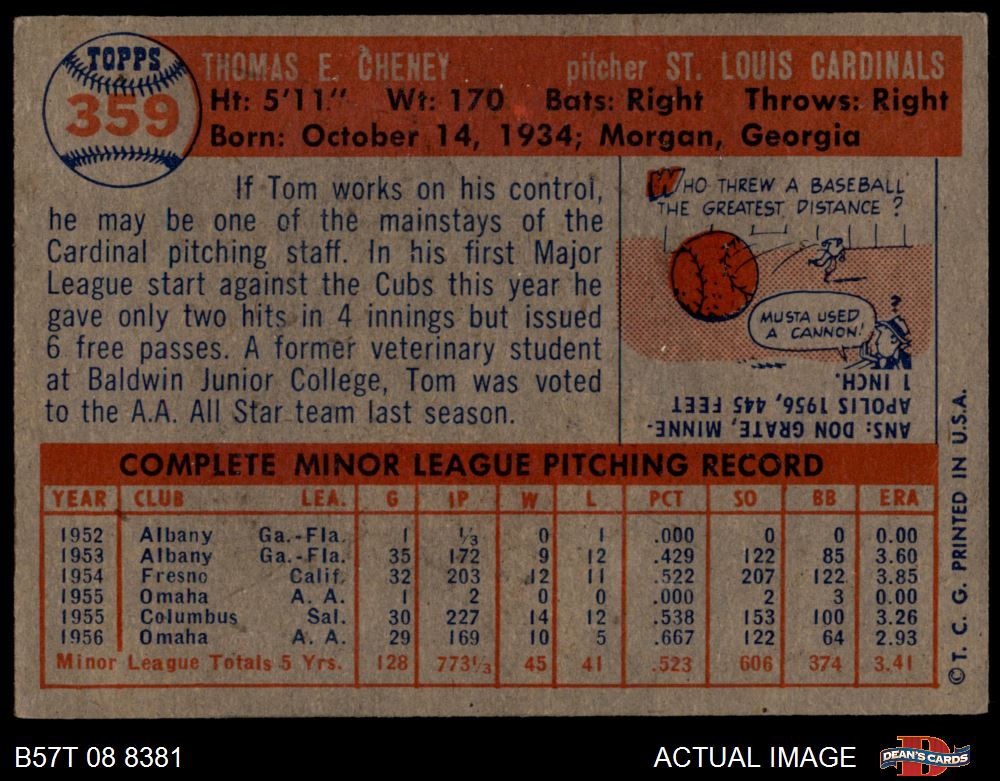 TOPPS
359
THOMAS E. CHENEY pitcher ST. LOUIS CARDINALS
Ht: 5'11" Wt: 170 Bats: Right Throws: Right
Born: October 14, 1934; Morgan, Georgia
If Tom works on his control,
he may be one of the mainstays of the
Cardinal pitching staff. In his first Major
League start against the Cubs this year he
gave only two hits in 4 innings but issued
6 free passes. A former veterinary student
at Baldwin Junior College, Tom was voted
to the A.A. All Star team last season.
WHO THREW A BASEBALL
THE GREATEST DISTANCE?
?
MUSTA USED
A CANNON!
ANS: DON GRATE, MINNE-
APOLIS 1956, 445 FEET
1 INCH.
COMPLETE MINOR LEAGUE PITCHING RECORD
YEAR CLUB LEA. G IP W L PCT SO BB ERA
1952 Albany Ga.-Fla. 1 1/3 0 1 .000 0 0 0.00
1953 Albany Ga.-Fla. 35 172 9 12 .429 122 85 3.60
1954 Fresno Calif. 32 203 12 11 .522 207 122 3.85
1955 Omaha A. A. 1 2 0 0 .000 2 3 0.00
1955 Columbus Sal. 30 227 14 12 .538 153 100 3.26
1956 Omaha A. A. 29 169 10 5 .667 122 64 2.93
Minor League Totals 5 Yrs. 128 773 1/3 45 41 .523 606 374 3.41
© T. C. G. PRINTED IN U.S.A.
B57T 08 8381
ACTUAL IMAGE
DEAN'S CARDS